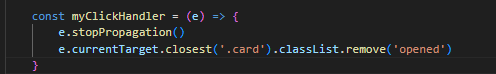 const myClickHandler = (e) => {
e.stopPropagation()
e.currentTarget.closest('.card').classList.remove('opened')
}